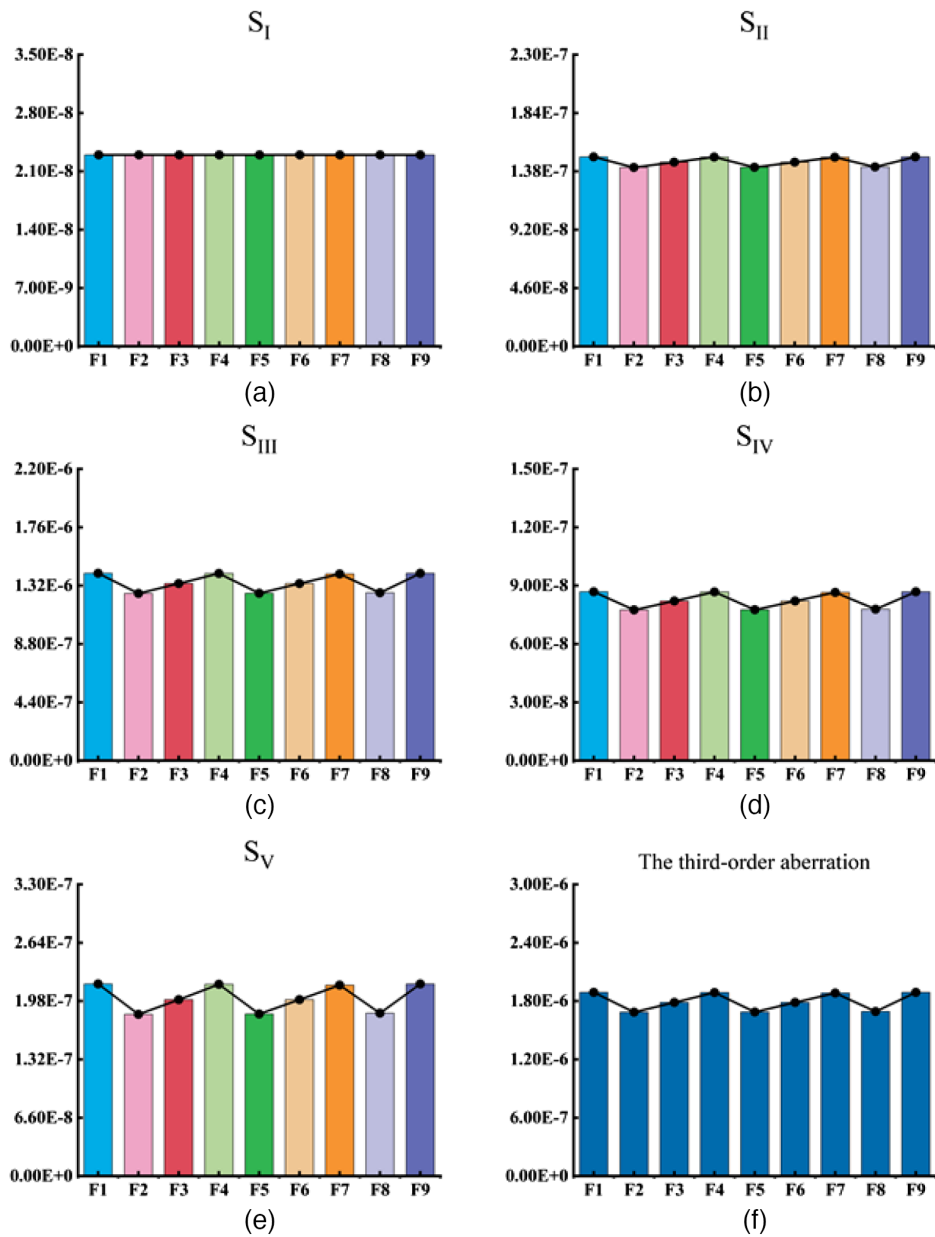 S_I
3.50E-8
2.80E-8
2.10E-8
1.40E-8
7.00E-9
0.00E+0
F1 F2 F3 F4 F5 F6 F7 F8 F9
(a)
S_II
2.30E-7
1.84E-7
1.38E-7
9.20E-8
4.60E-8
0.00E+0
F1 F2 F3 F4 F5 F6 F7 F8 F9
(b)
S_III
2.20E-6
1.76E-6
1.32E-6
8.80E-7
4.40E-7
0.00E+0
F1 F2 F3 F4 F5 F6 F7 F8 F9
(c)
S_IV
1.50E-7
1.20E-7
9.00E-8
6.00E-8
3.00E-8
0.00E+0
F1 F2 F3 F4 F5 F6 F7 F8 F9
(d)
S_V
3.30E-7
2.64E-7
1.98E-7
1.32E-7
6.60E-8
0.00E+0
F1 F2 F3 F4 F5 F6 F7 F8 F9
(e)
The third-order aberration
3.00E-6
2.40E-6
1.80E-6
1.20E-6
6.00E-7
0.00E+0
F1 F2 F3 F4 F5 F6 F7 F8 F9
(f)